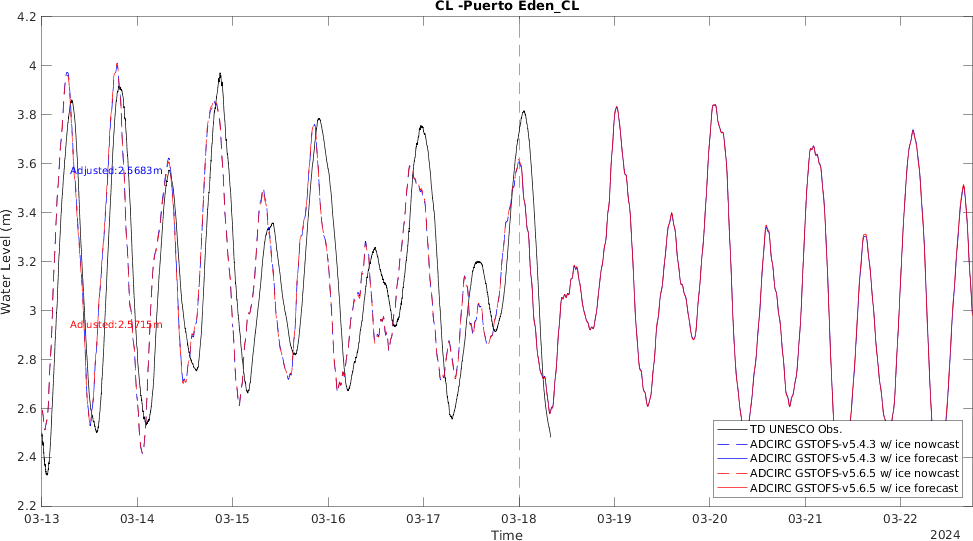 CL -Puerto Eden_CL
4.2
4
3.8
3.6
3.4
3.2
3
2.8
2.6
2.4
2.2
Water Level (m)
Adjusted:2.5683m
Adjusted:2.5715m
TD UNESCO Obs.
ADCIRC GSTOFS-v5.4.3 w/ ice nowcast
ADCIRC GSTOFS-v5.4.3 w/ ice forecast
ADCIRC GSTOFS-v5.6.5 w/ ice nowcast
ADCIRC GSTOFS-v5.6.5 w/ ice forecast
03-13 03-14 03-15 03-16 03-17 03-18 03-19 03-20 03-21 03-22
Time
2024